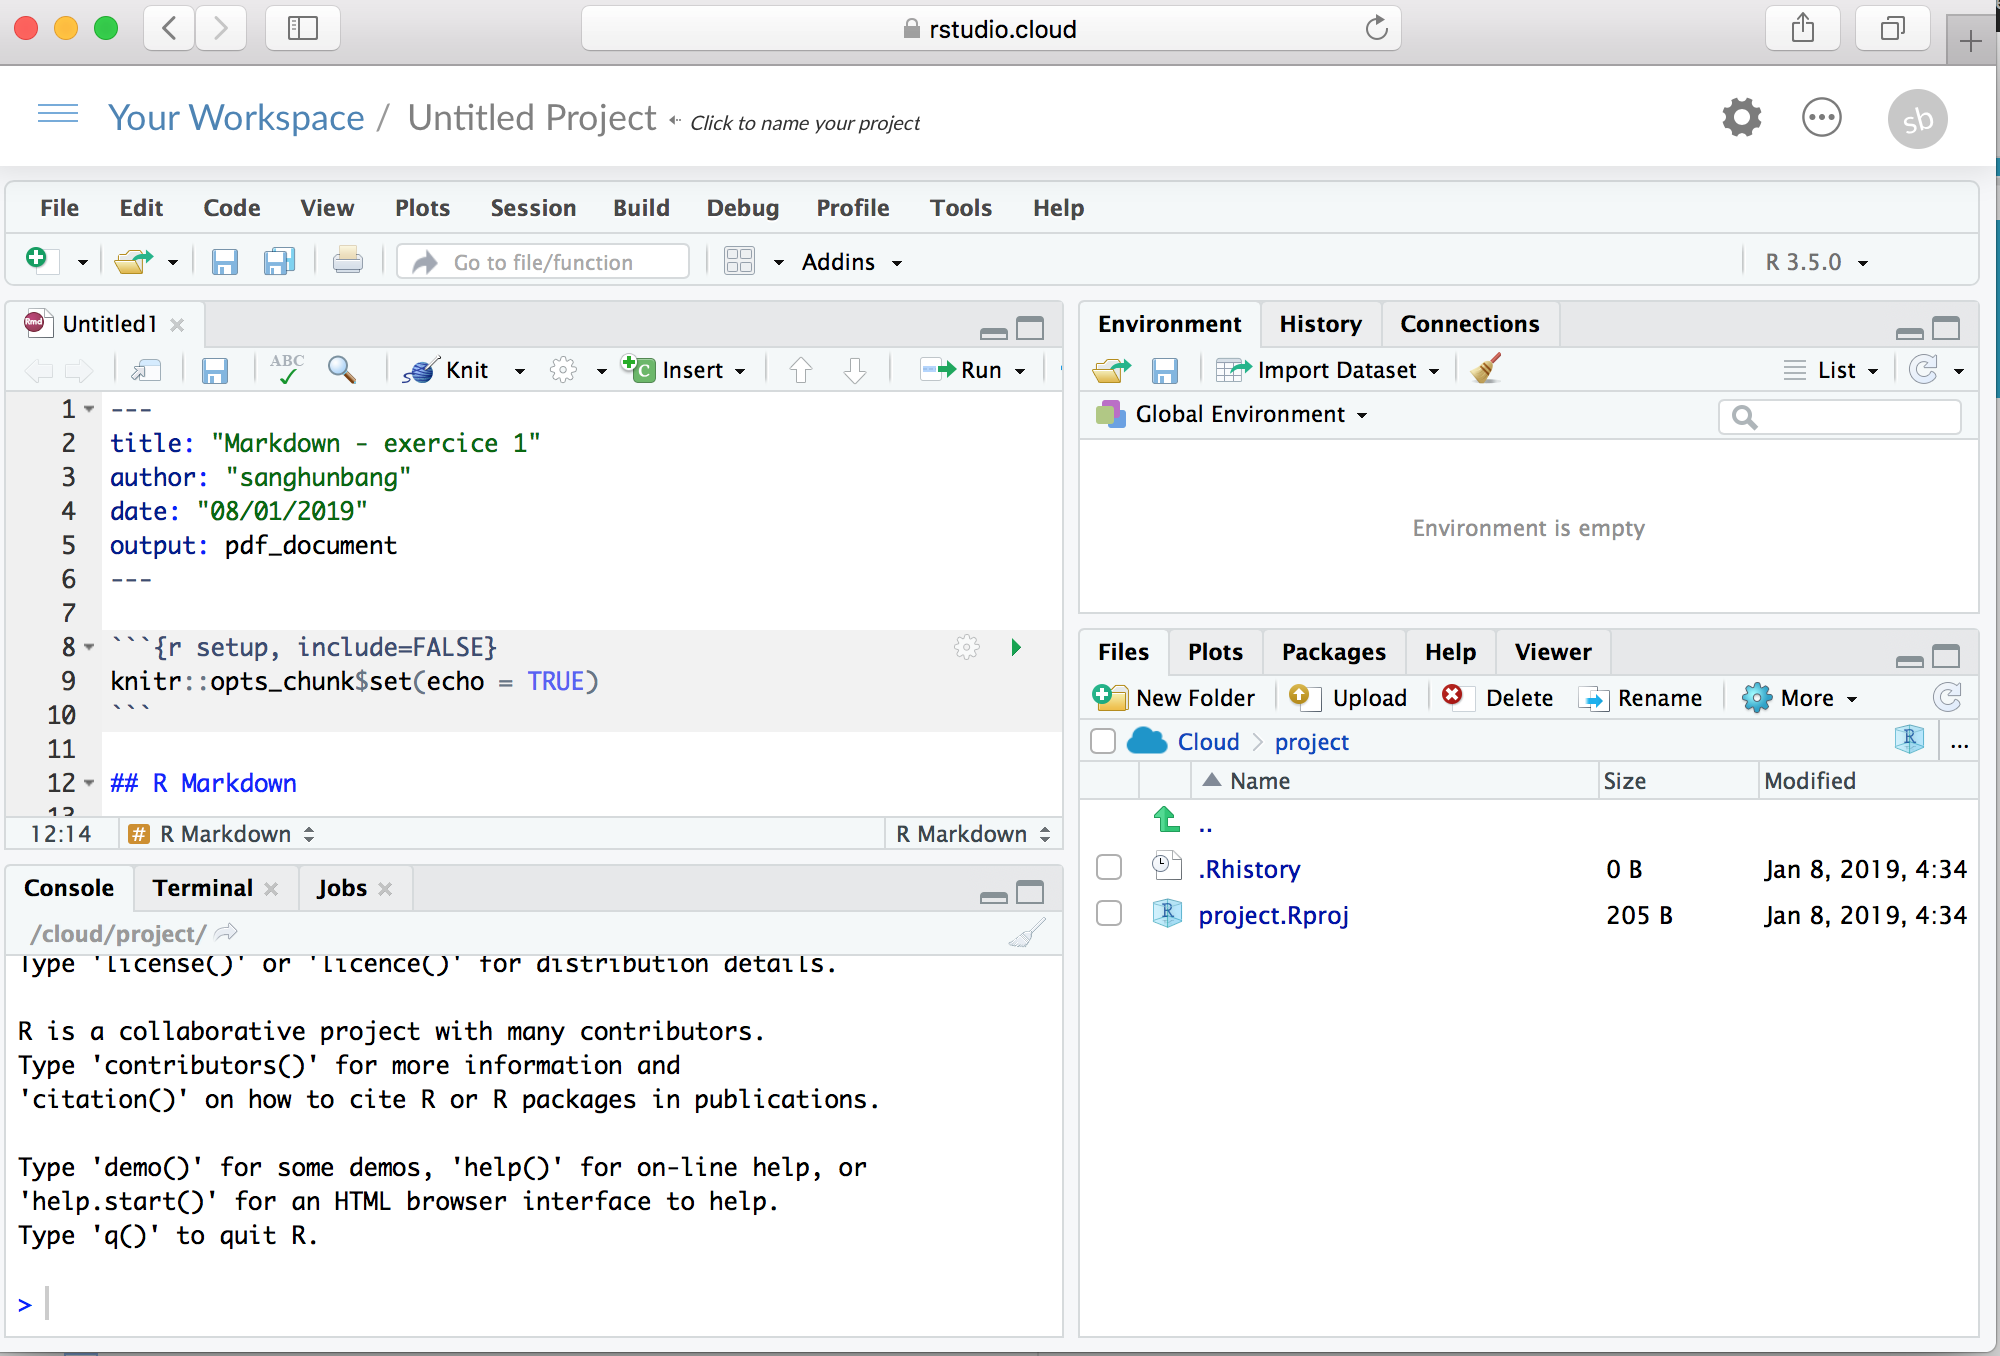 rstudio.cloud
Your Workspace / Untitled Project Click to name your project
sb
File Edit Code View Plots Session Build Debug Profile Tools Help
Go to file/function Addins R 3.5.0
Rmd Untitled1
ABC Knit C Insert Run
1 ---
2 title: "Markdown - exercice 1"
3 author: "sanghunbang"
4 date: "08/01/2019"
5 output: pdf_document
6 ---
7
8 ```{r setup, include=FALSE}
9 knitr::opts_chunk$set(echo = TRUE)
10 ```
11
12 ## R Markdown
13
12:14 # R Markdown R Markdown
Console Terminal Jobs
/cloud/project/
Type 'license()' or 'licence()' for distribution details.
R is a collaborative project with many contributors.
Type 'contributors()' for more information and
'citation()' on how to cite R or R packages in publications.
Type 'demo()' for some demos, 'help()' for on-line help, or
'help.start()' for an HTML browser interface to help.
Type 'q()' to quit R.
>
Environment History Connections
Import Dataset List
Global Environment
Environment is empty
Files Plots Packages Help Viewer
New Folder Upload Delete Rename More
Cloud > project R ...
Name Size Modified
..
.Rhistory 0 B Jan 8, 2019, 4:34
R project.Rproj 205 B Jan 8, 2019, 4:34